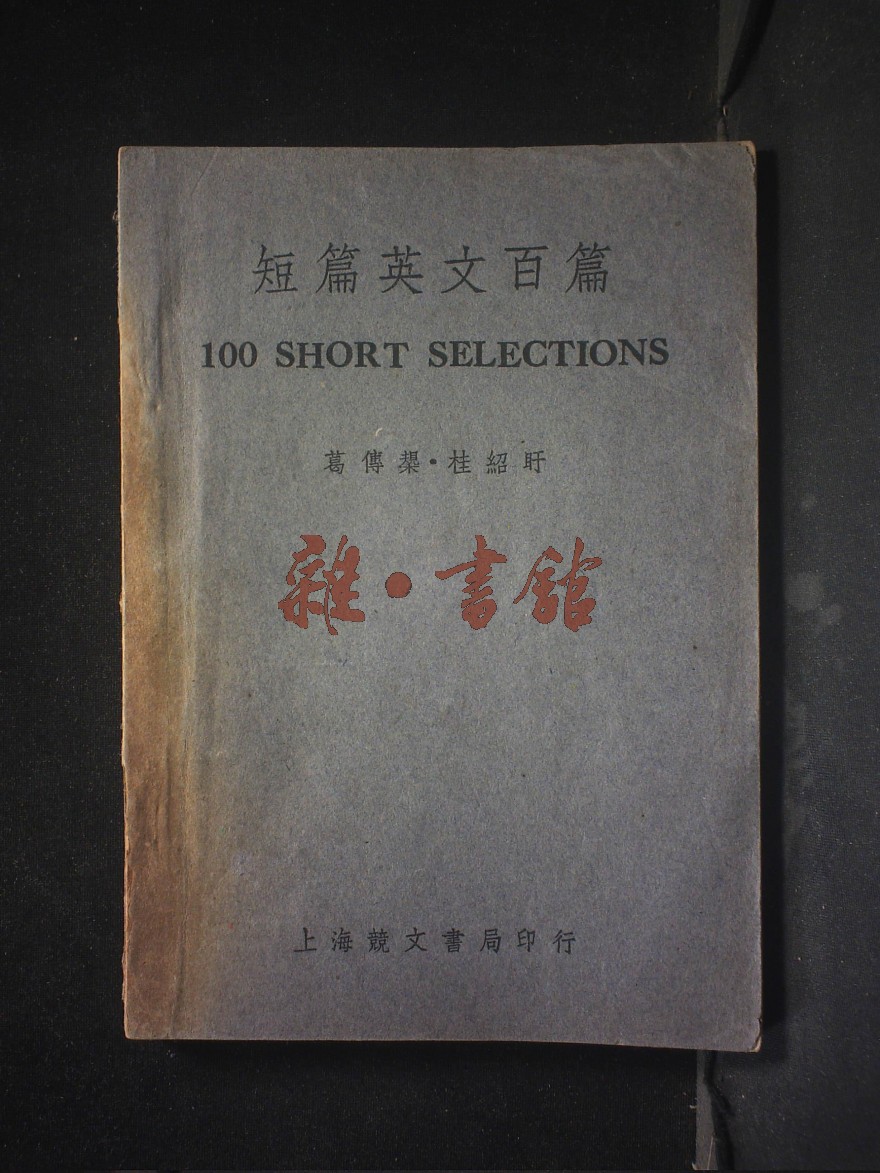 短篇英文百篇
100 SHORT SELECTIONS
葛傳槼·桂紹盱
雜·書館
上海競文書局印行